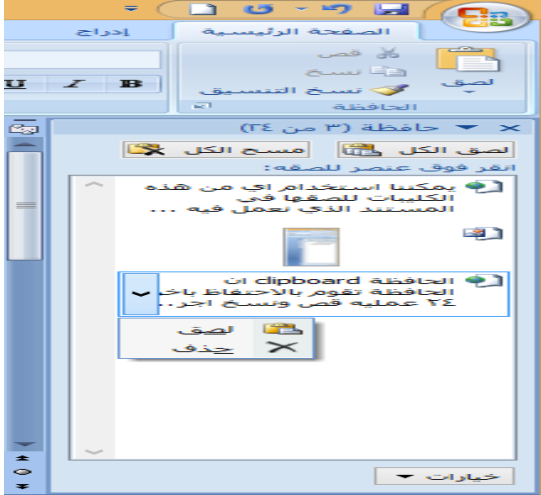 الصفحة الرئيسية
إدراج
لصق
قص
نسخ
نسخ التنسيق
الحافظة
B I U
حافظة (٣ من ٢٤)
لصق الكل
مسح الكل
انقر فوق عنصر للصقه:
يمكننا استخدام اي من هذه
الكليبات للصقها في
المستند الذي نعمل فيه ...
الحافظة clipboard ان
الحافظة تقوم بالاحتفاظ باخر
٢٤ عمليه قص ونسخ اجر...
لصق
حذف
خيارات